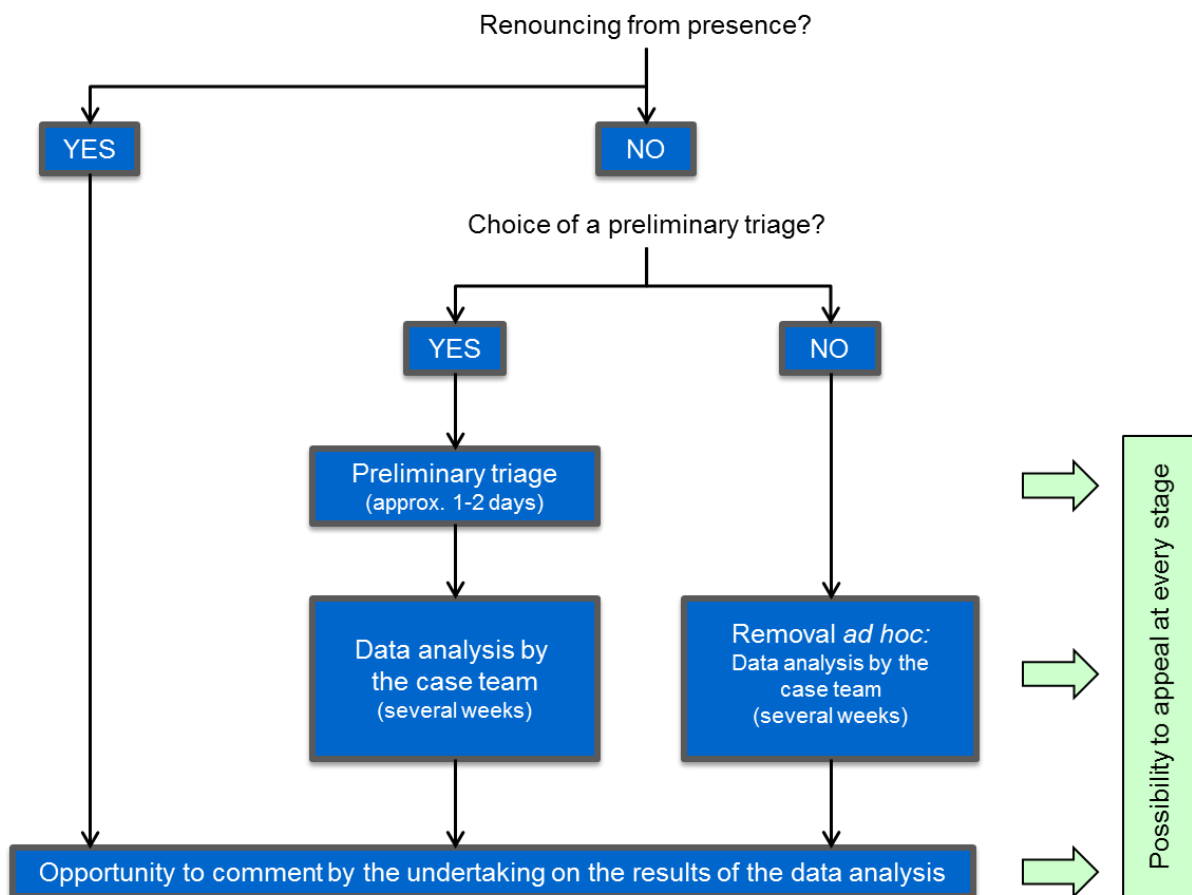 Renouncing from presence?
YES
NO
Choice of a preliminary triage?
YES
NO
Preliminary triage
(approx. 1-2 days)
Data analysis by
the case team
(several weeks)
Removal ad hoc:
Data analysis by the
case team
(several weeks)
Possibility to appeal at every stage
Opportunity to comment by the undertaking on the results of the data analysis